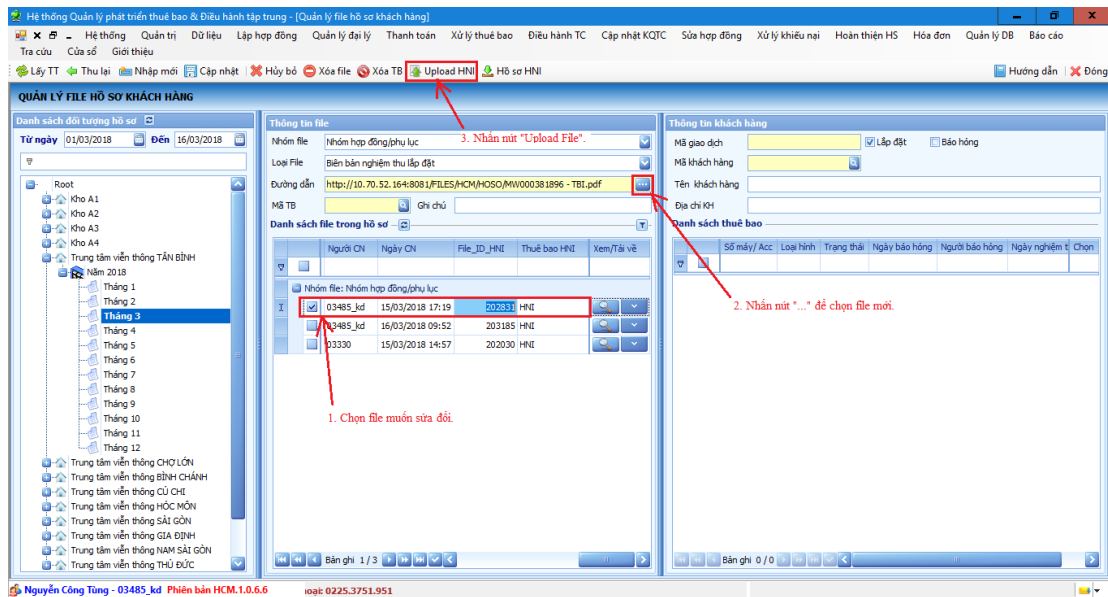 Hệ thống Quản lý phát triển thuê bao & Điều hành tập trung - [Quản lý file hồ sơ khách hàng]
Hệ thống Quản trị Dữ liệu Lập hợp đồng Quản lý đại lý Thanh toán Xử lý thuê bao Điều hành TC Cập nhật KQTC Sửa hợp đồng Xử lý khiếu nại Hoàn thiện HS Hóa đơn Quản lý DB Báo cáo
Tra cứu Cửa sổ Giới thiệu
Lấy TT Thu lại Nhập mới Cập nhật Hủy bỏ Xóa file Xóa TB Upload HNI Hồ sơ HNI Hướng dẫn Đóng
QUẢN LÝ FILE HỒ SƠ KHÁCH HÀNG
Danh sách đối tượng hồ sơ
Từ ngày 01/03/2018 Đến 16/03/2018
Root
Kho A1
Kho A2
Kho A3
Kho A4
Trung tâm viễn thông TÂN BÌNH
Năm 2018
Tháng 1
Tháng 2
Tháng 3
Tháng 4
Tháng 5
Tháng 6
Tháng 7
Tháng 8
Tháng 9
Tháng 10
Tháng 11
Tháng 12
Trung tâm viễn thông CHỢ LỚN
Trung tâm viễn thông BÌNH CHÁNH
Trung tâm viễn thông CỦ CHI
Trung tâm viễn thông HÓC MÔN
Trung tâm viễn thông SÀI GÒN
Trung tâm viễn thông GIA ĐỊNH
Trung tâm viễn thông NAM SÀI GÒN
Trung tâm viễn thông THỦ ĐỨC
Thông tin file
3. Nhấn nút "Upload File".
Nhóm file Nhóm hợp đồng/phụ lục
Loại File Biên bản nghiệm thu lắp đặt
Đường dẫn http://10.70.52.164:8081/FILES/HCM/HOSO/MW000381896 - TBI.pdf ...
Mã TB Ghi chú
Danh sách file trong hồ sơ
Người CN Ngày CN File_ID_HNI Thuê bao HNI Xem/Tải về
Nhóm file: Nhóm hợp đồng/phụ lục
03485_kd 15/03/2018 17:19 202831 HNI
03485_kd 16/03/2018 09:52 203185 HNI
03330 15/03/2018 14:57 202030 HNI
1. Chọn file muốn sửa đổi.
Bản ghi 1 / 3
Thông tin khách hàng
Mã giao dịch Lắp đặt Báo hỏng
Mã khách hàng
Tên khách hàng
Địa chỉ KH
Danh sách thuê bao
Số máy/ Acc Loại hình Trạng thái Ngày báo hỏng Người báo hỏng Ngày nghiệm t Chọn
2. Nhấn nút "..." để chọn file mới.
Bản ghi 0 / 0
Nguyễn Công Tùng - 03485_kd Phiên bản HCM.1.0.6.6 hoại: 0225.3751.951